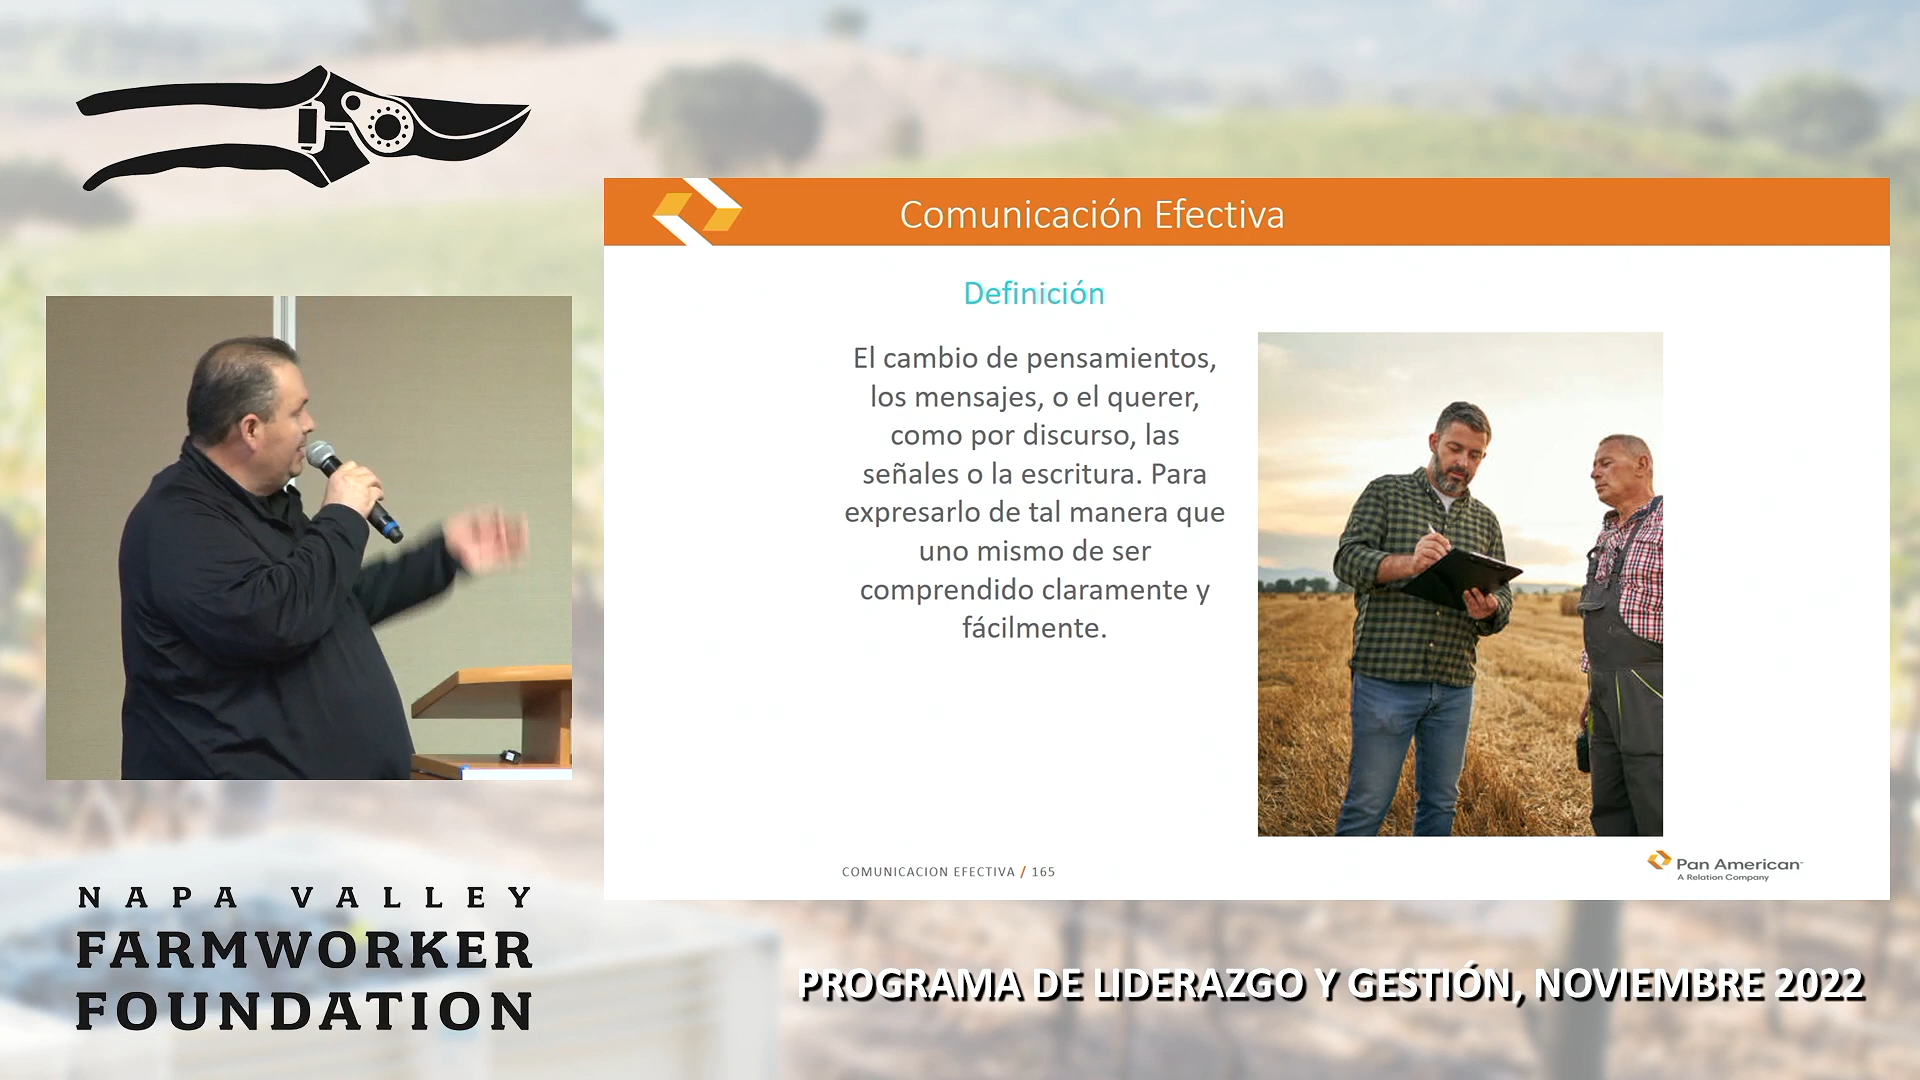 Comunicación Efectiva
Definición
El cambio de pensamientos,
los mensajes, o el querer,
como por discurso, las
señales o la escritura. Para
expresarlo de tal manera que
uno mismo de ser
comprendido claramente y
fácilmente.
COMUNICACION EFECTIVA / 165
Pan American
A Relation Company
NAPA VALLEY
FARMWORKER
FOUNDATION
PROGRAMA DE LIDERAZGO Y GESTIÓN, NOVIEMBRE 2022